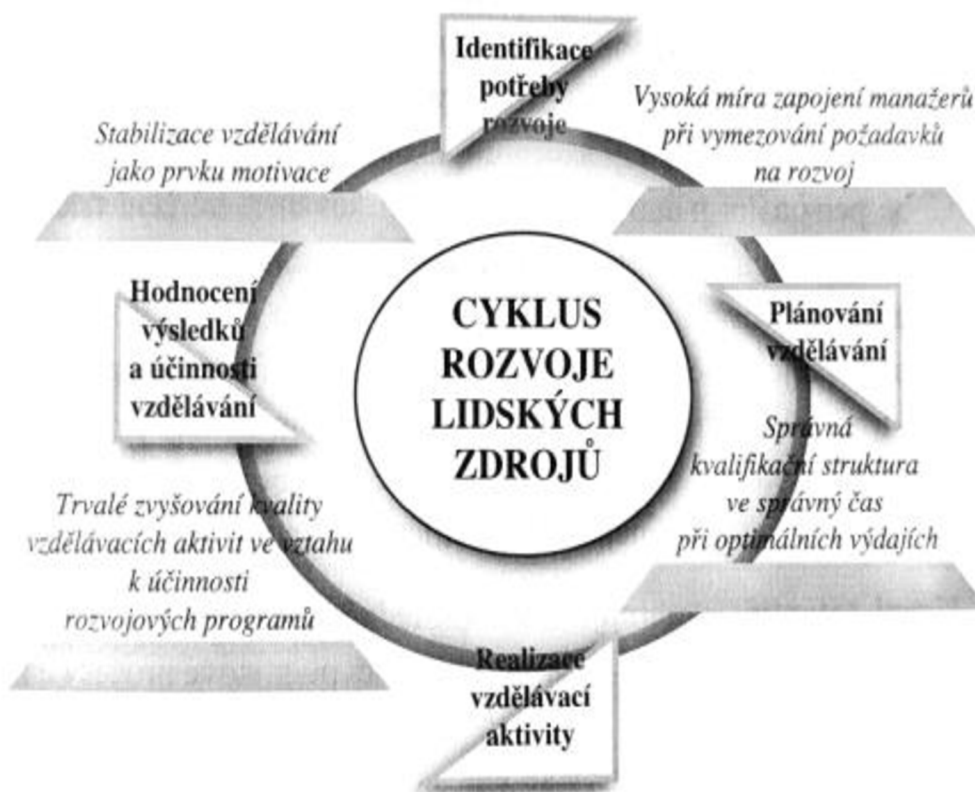 Identifikace
potřeby
rozvoje
Vysoká míra zapojení manažerů
při vymezování požadavků
na rozvoj
Stabilizace vzdělávání
jako prvku motivace
Hodnocení
výsledků
a účinnosti
vzdělávání
CYKLUS
ROZVOJE
LIDSKÝCH
ZDROJŮ
Plánování
vzdělávání
Správná
kvalifikační struktura
ve správný čas
při optimálních výdajích
Trvalé zvyšování kvality
vzdělávacích aktivit ve vztahu
k účinnosti
rozvojových programů
Realizace
vzdělávací
aktivity